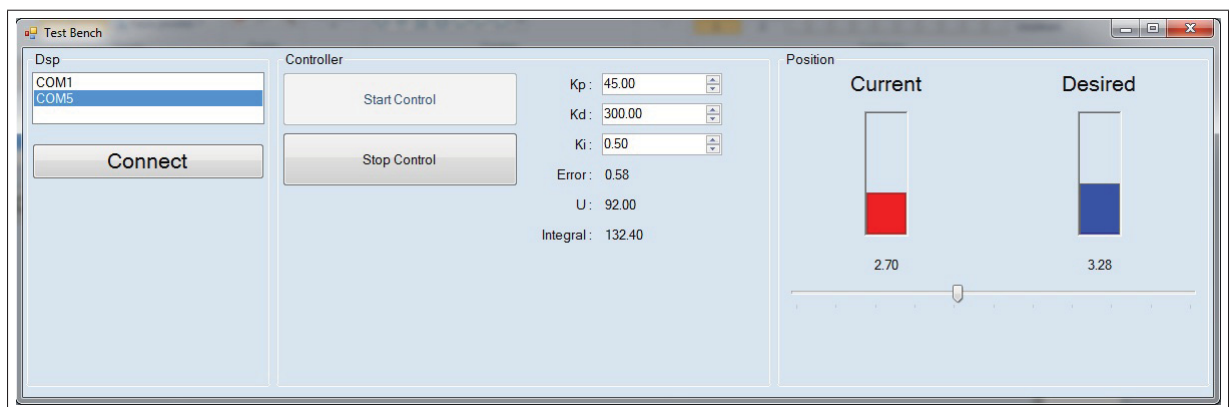 Test Bench
Dsp
COM1
COM5
Connect
Controller
Start Control
Stop Control
Kp : 45.00
Kd : 300.00
Ki : 0.50
Error : 0.58
U : 92.00
Integral : 132.40
Position
Current
Desired
2.70
3.28